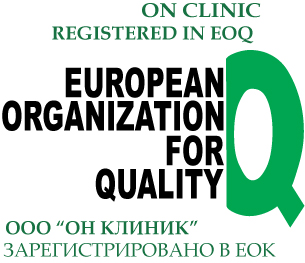 ON CLINIC
REGISTERED IN EOQ
EUROPEAN
ORGANIZATION
FOR
QUALITY
Q
ООО “ОН КЛИНИК”
ЗАРЕГИСТРИРОВАНО В ЕОК